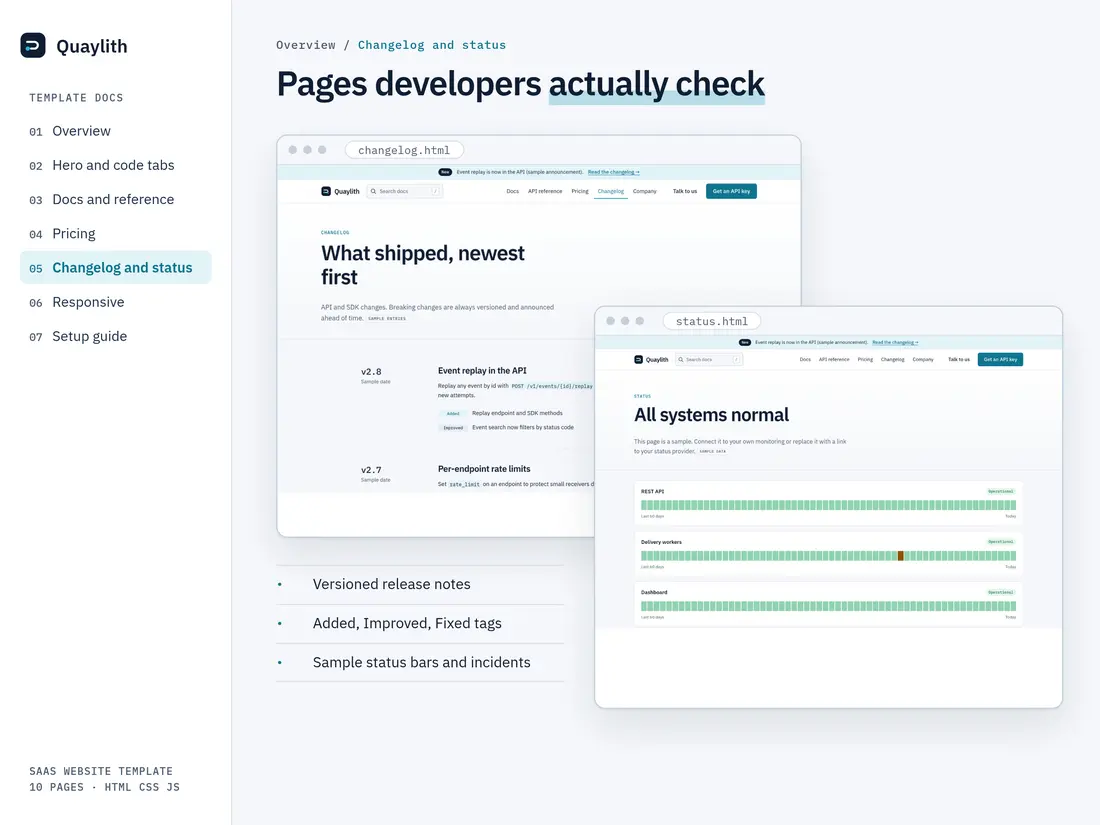 Quaylith
TEMPLATE DOCS
01 Overview
02 Hero and code tabs
03 Docs and reference
04 Pricing
05 Changelog and status
06 Responsive
07 Setup guide
SAAS WEBSITE TEMPLATE
10 PAGES · HTML CSS JS
Overview / Changelog and status
Pages developers actually check
changelog.html
New Event replay is now in the API (sample announcement). Read the changelog →
Quaylith Search docs / Docs API reference Pricing Changelog Company Talk to us Get an API key
CHANGELOG
What shipped, newest
first
API and SDK changes. Breaking changes are always versioned and announced
ahead of time. SAMPLE ENTRIES
v2.8 Event replay in the API
Sample date
Replay any event by id with POST /v1/events/{id}/replay
new attempts.
Added Replay endpoint and SDK methods
Improved Event search now filters by status code
v2.7 Per-endpoint rate limits
Sample date
Set rate_limit on an endpoint to protect small receivers d
status.html
New Event replay is now in the API (sample announcement). Read the changelog →
Quaylith Search docs / Docs API reference Pricing Changelog Company Talk to us Get an API key
STATUS
All systems normal
This page is a sample. Connect it to your own monitoring or replace it with a link
to your status provider. SAMPLE DATA
REST API Operational
Last 60 days Today
Delivery workers Operational
Last 60 days Today
Dashboard Operational
Last 60 days Today
• Versioned release notes
• Added, Improved, Fixed tags
• Sample status bars and incidents